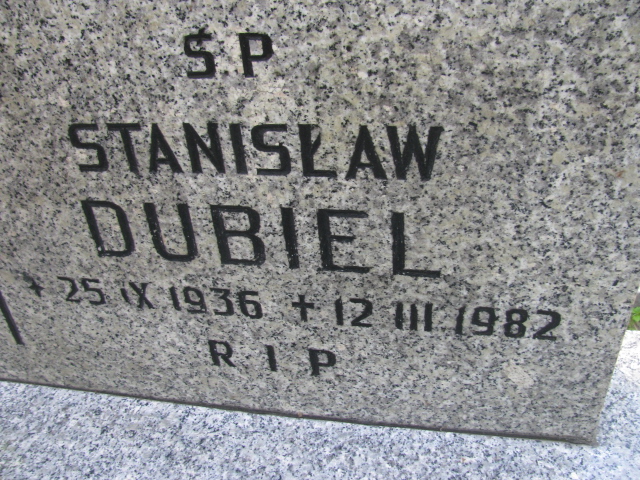 Ś P
STANISŁAW
DUBIEL
* 25 IX 1936 + 12 III 1982
R I P